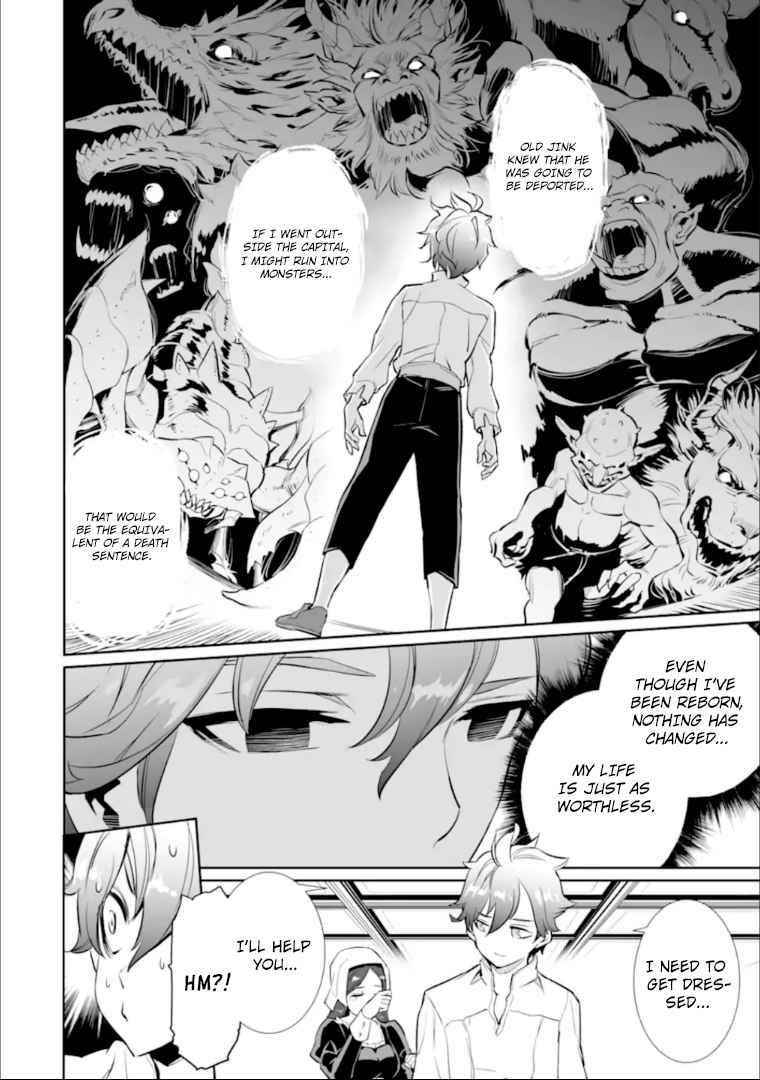 OLD JINK
KNEW THAT HE
WAS GOING TO
BE DEPORTED...
IF I WENT OUT-
SIDE THE CAPITAL,
I MIGHT RUN INTO
MONSTERS...
THAT WOULD
BE THE EQUIVA-
LENT OF A DEATH
SENTENCE.
EVEN
THOUGH I'VE
BEEN REBORN,
NOTHING HAS
CHANGED...
MY LIFE
IS JUST AS
WORTHLESS.
I NEED TO
GET DRES-
SED...
I'LL HELP
YOU...
HM?!